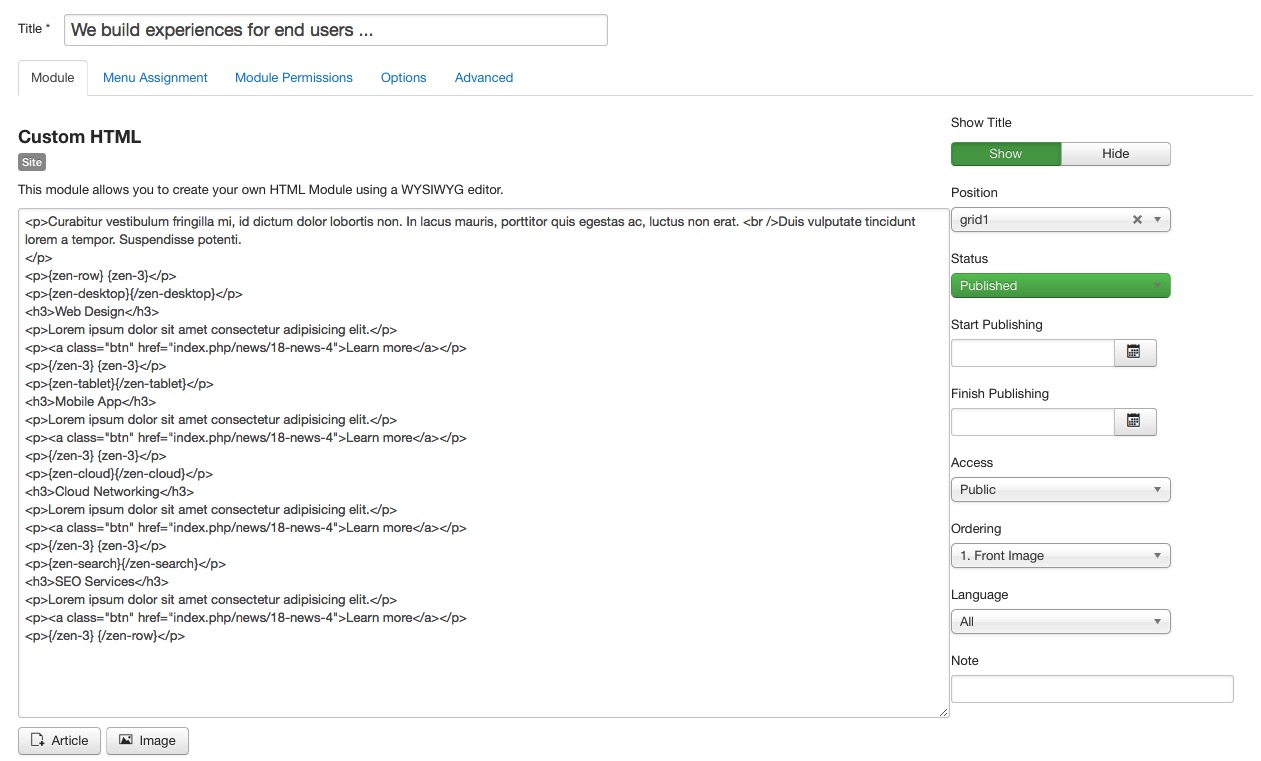 Title *
We build experiences for end users ...
Module
Menu Assignment
Module Permissions
Options
Advanced
Custom HTML
Site
This module allows you to create your own HTML Module using a WYSIWYG editor.
<p>Curabitur vestibulum fringilla mi, id dictum dolor lobortis non. In lacus mauris, porttitor quis egestas ac, luctus non erat. <br />Duis vulputate tincidunt
lorem a tempor. Suspendisse potenti.
</p>
<p>{zen-row} {zen-3}</p>
<p>{zen-desktop}{/zen-desktop}</p>
<h3>Web Design</h3>
<p>Lorem ipsum dolor sit amet consectetur adipisicing elit.</p>
<p><a class="btn" href="index.php/news/18-news-4">Learn more</a></p>
<p>{/zen-3} {zen-3}</p>
<p>{zen-tablet}{/zen-tablet}</p>
<h3>Mobile App</h3>
<p>Lorem ipsum dolor sit amet consectetur adipisicing elit.</p>
<p><a class="btn" href="index.php/news/18-news-4">Learn more</a></p>
<p>{/zen-3} {zen-3}</p>
<p>{zen-cloud}{/zen-cloud}</p>
<h3>Cloud Networking</h3>
<p>Lorem ipsum dolor sit amet consectetur adipisicing elit.</p>
<p><a class="btn" href="index.php/news/18-news-4">Learn more</a></p>
<p>{/zen-3} {zen-3}</p>
<p>{zen-search}{/zen-search}</p>
<h3>SEO Services</h3>
<p>Lorem ipsum dolor sit amet consectetur adipisicing elit.</p>
<p><a class="btn" href="index.php/news/18-news-4">Learn more</a></p>
<p>{/zen-3} {/zen-row}</p>
Article
Image
Show Title
Show
Hide
Position
grid1
Status
Published
Start Publishing
Finish Publishing
Access
Public
Ordering
1. Front Image
Language
All
Note